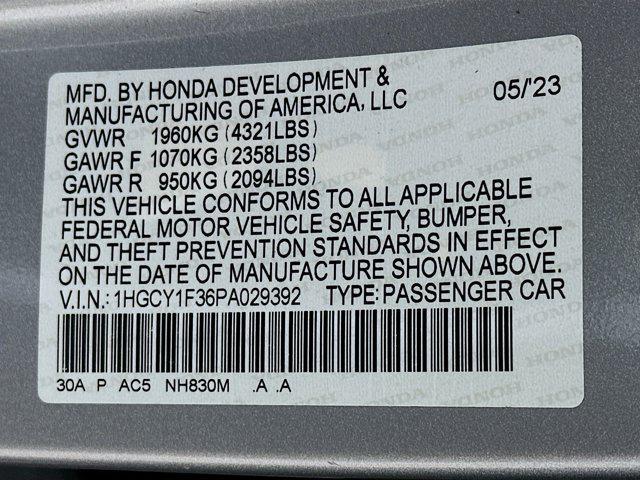 MFD. BY HONDA DEVELOPMENT &
MANUFACTURING OF AMERICA, LLC 05/'23
GVWR 1960KG (4321LBS)
GAWR F 1070KG (2358LBS)
GAWR R 950KG (2094LBS)
THIS VEHICLE CONFORMS TO ALL APPLICABLE
FEDERAL MOTOR VEHICLE SAFETY, BUMPER,
AND THEFT PREVENTION STANDARDS IN EFFECT
ON THE DATE OF MANUFACTURE SHOWN ABOVE.
V.I.N.: 1HGCY1F36PA029392 TYPE: PASSENGER CAR
30A P AC5 NH830M .A .A